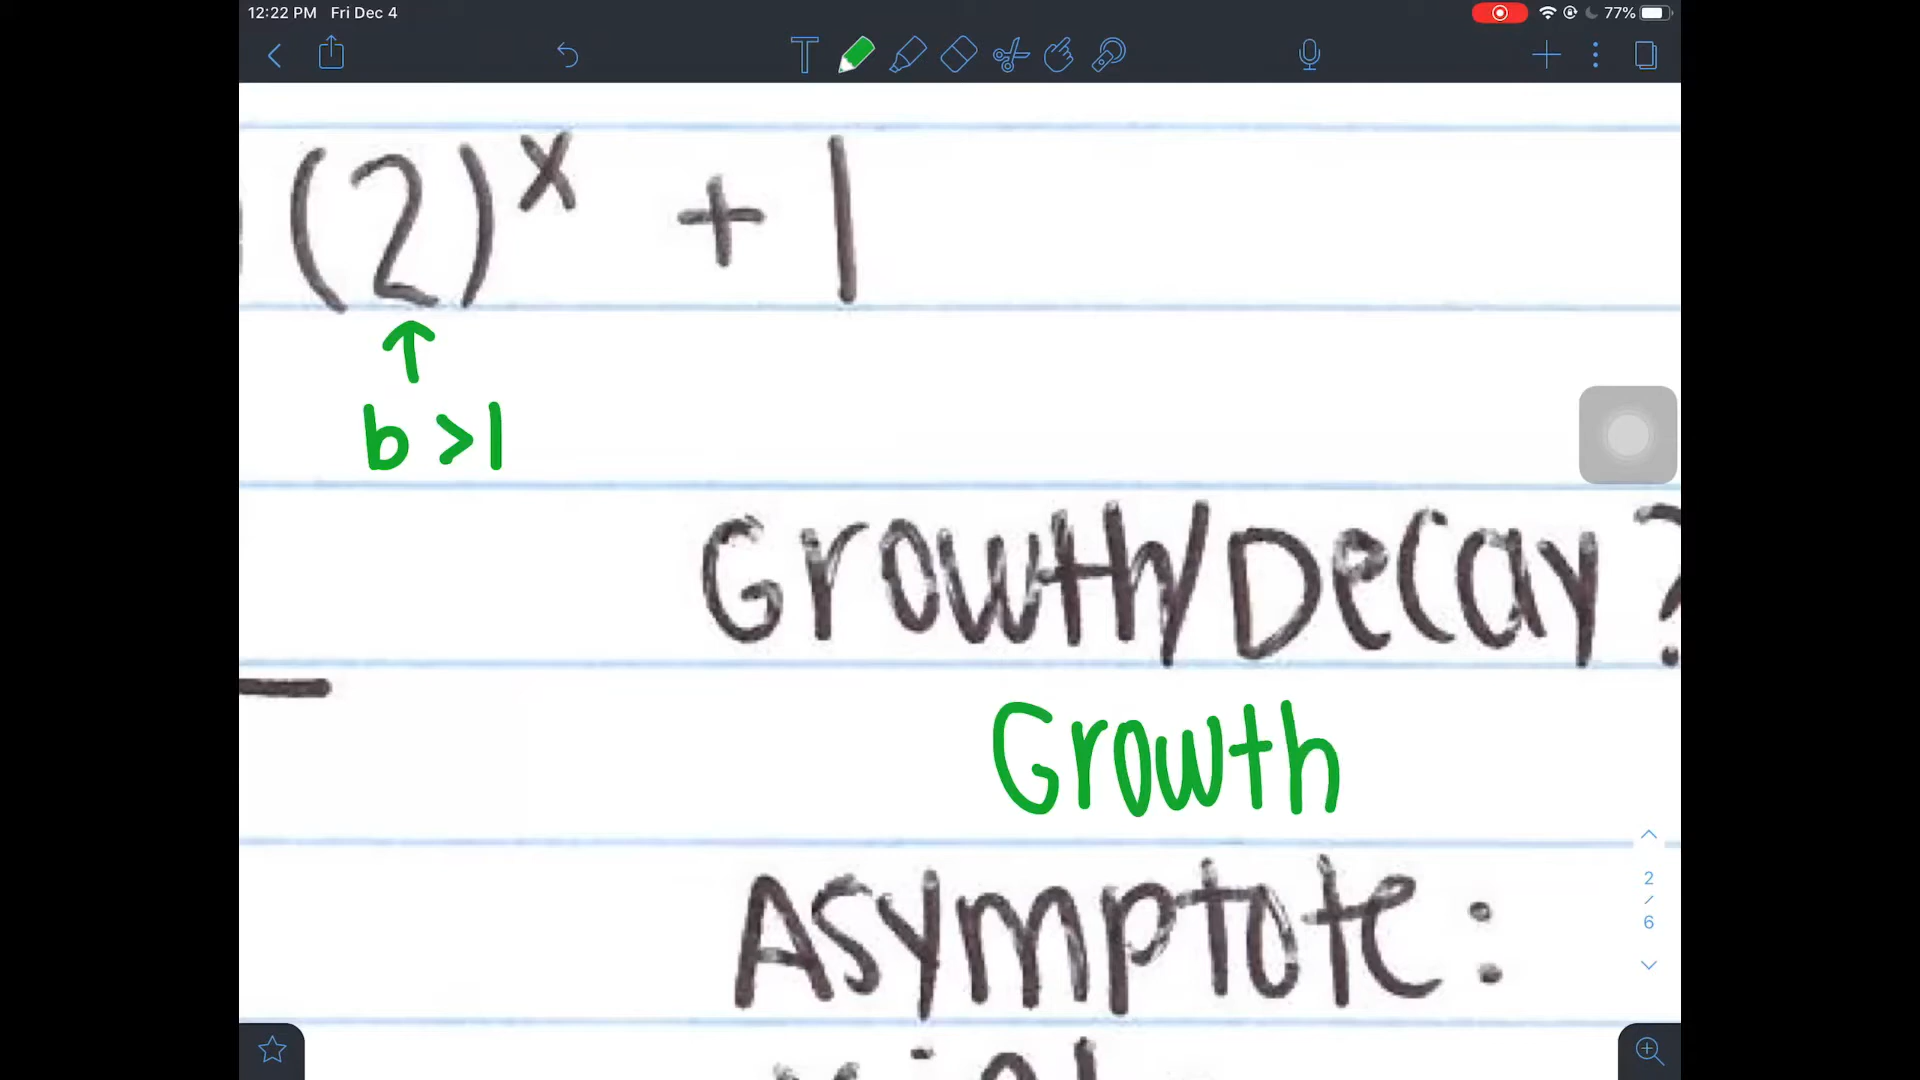 12:22 PM Fri Dec 4
77%
T
(2)^x + 1
b > 1
Growth/Decay?
Growth
2
/
6
Asymptote: